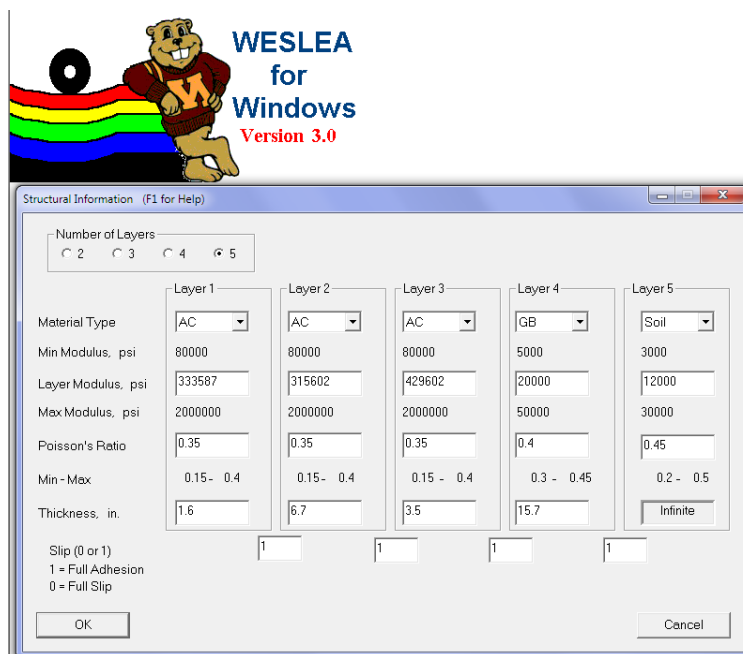 WESLEA
for
Windows
Version 3.0
Structural Information (F1 for Help)
Number of Layers
2 3 4 5
Layer 1 Layer 2 Layer 3 Layer 4 Layer 5
Material Type AC AC AC GB Soil
Min Modulus, psi 80000 80000 80000 5000 3000
Layer Modulus, psi 333587 315602 429602 20000 12000
Max Modulus, psi 2000000 2000000 2000000 50000 30000
Poisson's Ratio 0.35 0.35 0.35 0.4 0.45
Min - Max 0.15 - 0.4 0.15 - 0.4 0.15 - 0.4 0.3 - 0.45 0.2 - 0.5
Thickness, in. 1.6 6.7 3.5 15.7 Infinite
Slip (0 or 1) 1 1 1 1
1 = Full Adhesion
0 = Full Slip
OK Cancel